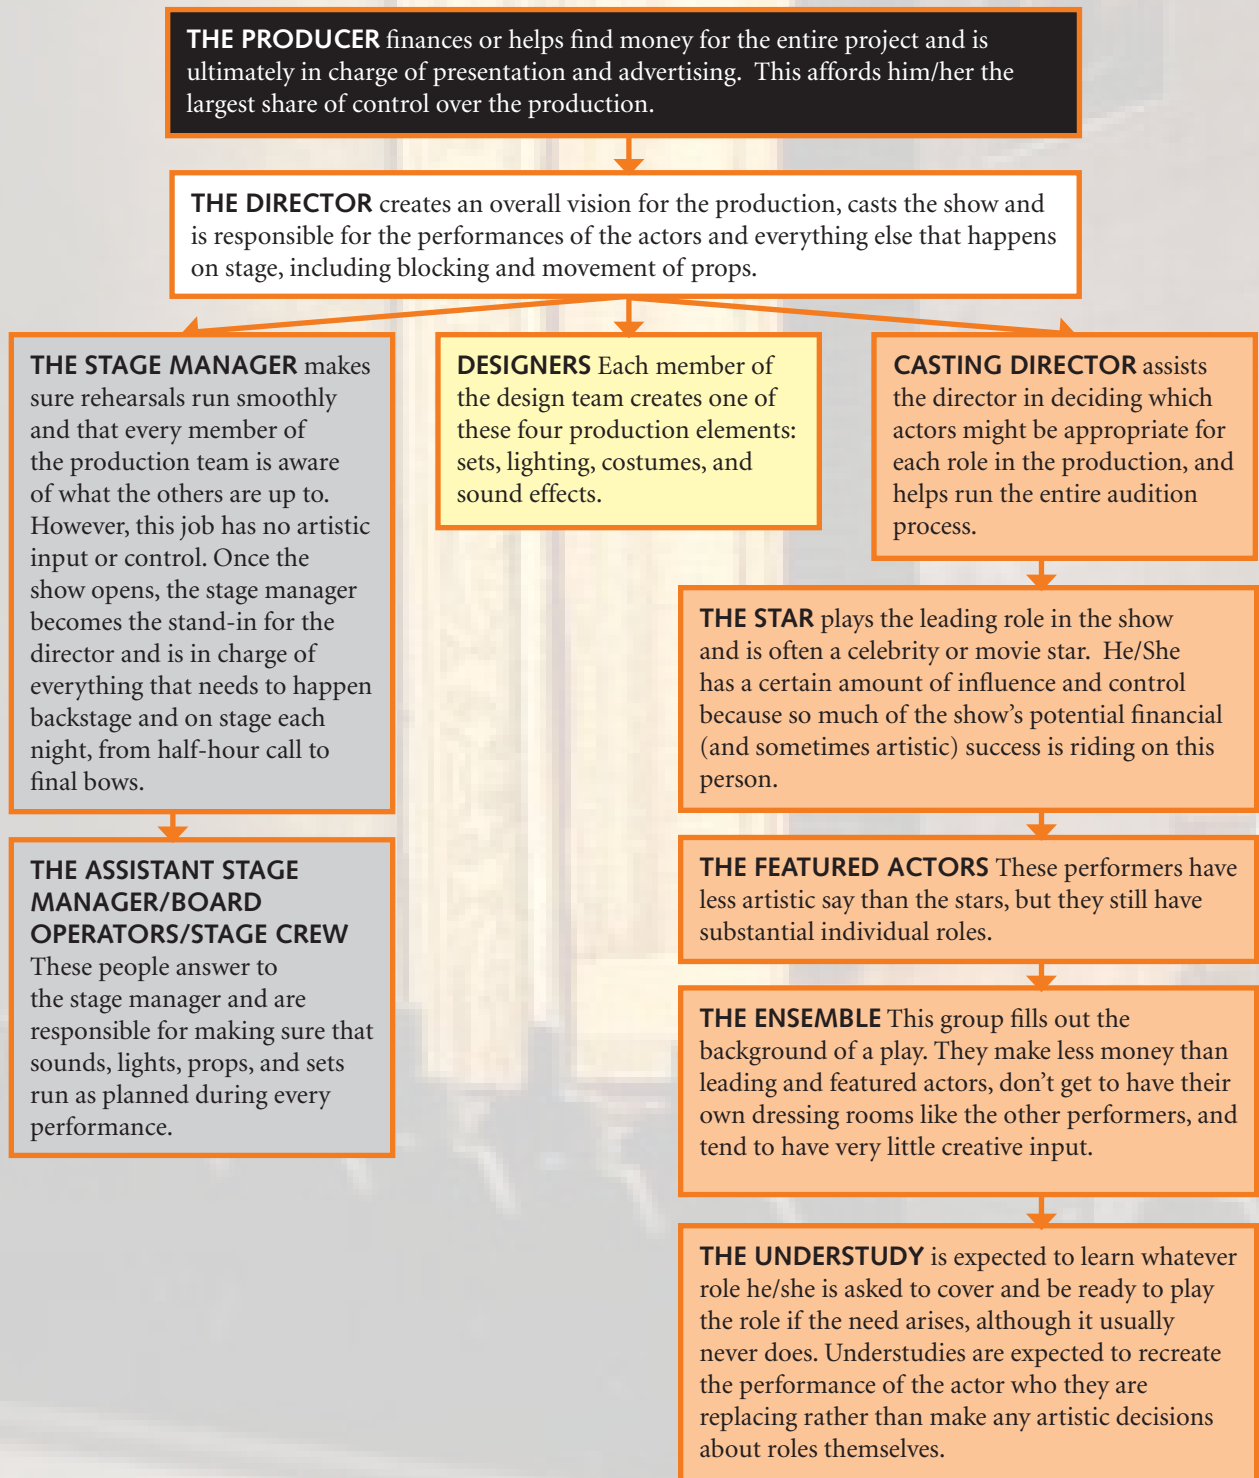 THE PRODUCER finances or helps find money for the entire project and is
ultimately in charge of presentation and advertising. This affords him/her the
largest share of control over the production.
THE DIRECTOR creates an overall vision for the production, casts the show and
is responsible for the performances of the actors and everything else that happens
on stage, including blocking and movement of props.
THE STAGE MANAGER makes
sure rehearsals run smoothly
and that every member of
the production team is aware
of what the others are up to.
However, this job has no artistic
input or control. Once the
show opens, the stage manager
becomes the stand-in for the
director and is in charge of
everything that needs to happen
backstage and on stage each
night, from half-hour call to
final bows.
THE ASSISTANT STAGE
MANAGER/BOARD
OPERATORS/STAGE CREW
These people answer to
the stage manager and are
responsible for making sure that
sounds, lights, props, and sets
run as planned during every
performance.
DESIGNERS Each member of
the design team creates one of
these four production elements:
sets, lighting, costumes, and
sound effects.
CASTING DIRECTOR assists
the director in deciding which
actors might be appropriate for
each role in the production, and
helps run the entire audition
process.
THE STAR plays the leading role in the show
and is often a celebrity or movie star. He/She
has a certain amount of influence and control
because so much of the show's potential financial
(and sometimes artistic) success is riding on this
person.
THE FEATURED ACTORS These performers have
less artistic say than the stars, but they still have
substantial individual roles.
THE ENSEMBLE This group fills out the
background of a play. They make less money than
leading and featured actors, don't get to have their
own dressing rooms like the other performers, and
tend to have very little creative input.
THE UNDERSTUDY is expected to learn whatever
role he/she is asked to cover and be ready to play
the role if the need arises, although it usually
never does. Understudies are expected to recreate
the performance of the actor who they are
replacing rather than make any artistic decisions
about roles themselves.